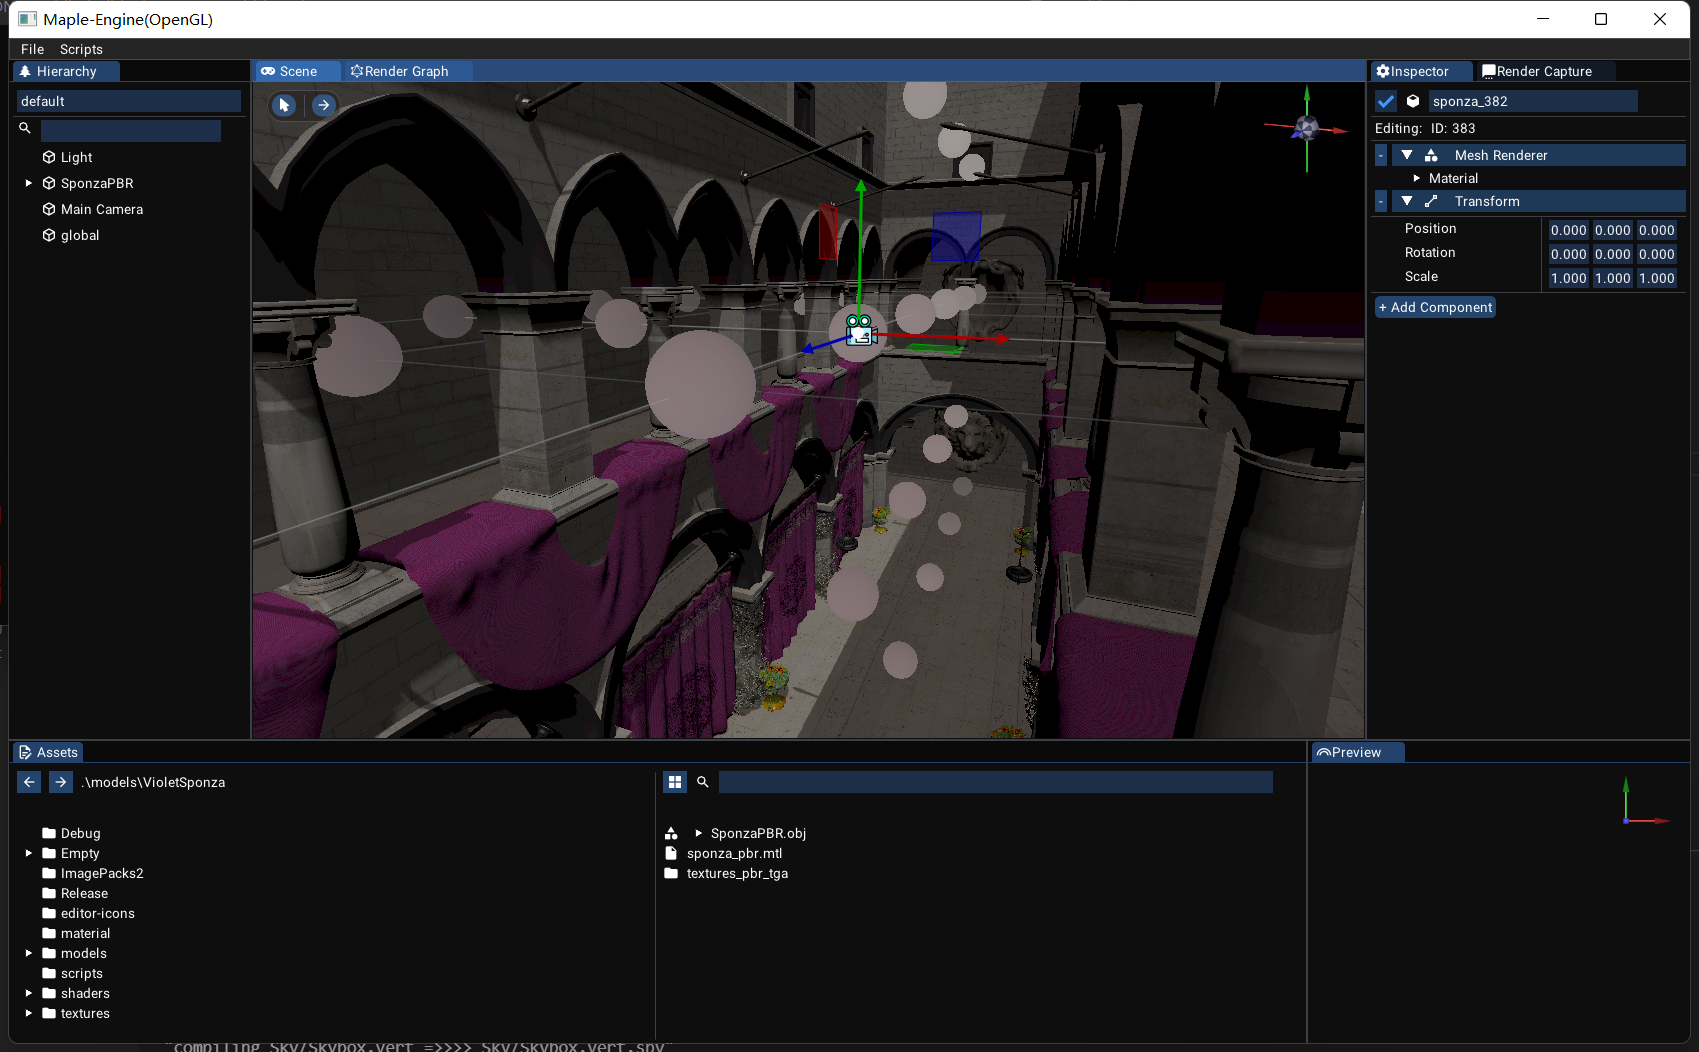 Maple-Engine(OpenGL)
File Scripts
Hierarchy
default
Light
SponzaPBR
Main Camera
global
Scene Render Graph
Inspector Render Capture
sponza_382
Editing: ID: 383
- Mesh Renderer
Material
- Transform
Position 0.000 0.000 0.000
Rotation 0.000 0.000 0.000
Scale 1.000 1.000 1.000
+ Add Component
Assets
.\models\VioletSponza
Debug
Empty
ImagePacks2
Release
editor-icons
material
models
scripts
shaders
textures
SponzaPBR.obj
sponza_pbr.mtl
textures_pbr_tga
Preview
"compiling Sky/Skybox.vert =>>>> Sky/Skybox.vert.spv"